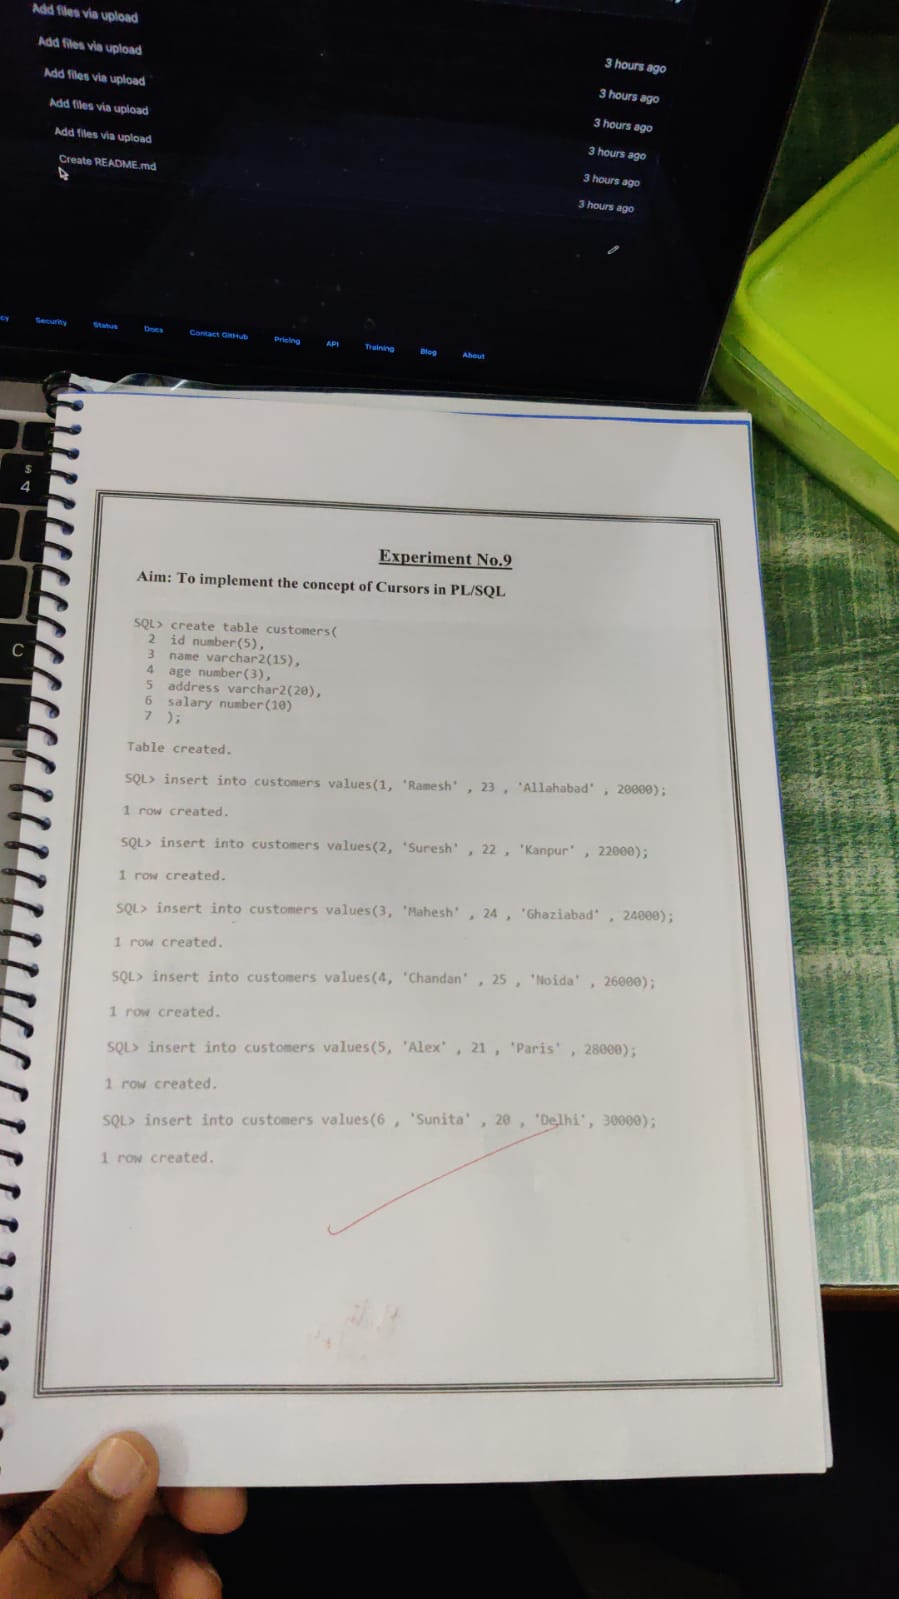 Add files via upload
Add files via upload
3 hours ago
Add files via upload
3 hours ago
Add files via upload
3 hours ago
Add files via upload
3 hours ago
Create README.md
3 hours ago
3 hours ago
cy Security Status Docs Contact GitHub Pricing API Training Blog About
$
4
C
Experiment No.9
Aim: To implement the concept of Cursors in PL/SQL
SQL> create table customers(
2 id number(5),
3 name varchar2(15),
4 age number(3),
5 address varchar2(20),
6 salary number(10)
7 );
Table created.
SQL> insert into customers values(1, 'Ramesh' , 23 , 'Allahabad' , 20000);
1 row created.
SQL> insert into customers values(2, 'Suresh' , 22 , 'Kanpur' , 22000);
1 row created.
SQL> insert into customers values(3, 'Mahesh' , 24 , 'Ghaziabad' , 24000);
1 row created.
SQL> insert into customers values(4, 'Chandan' , 25 , 'Noida' , 26000);
1 row created.
SQL> insert into customers values(5, 'Alex' , 21 , 'Paris' , 28000);
1 row created.
SQL> insert into customers values(6 , 'Sunita' , 20 , 'Delhi', 30000);
1 row created.